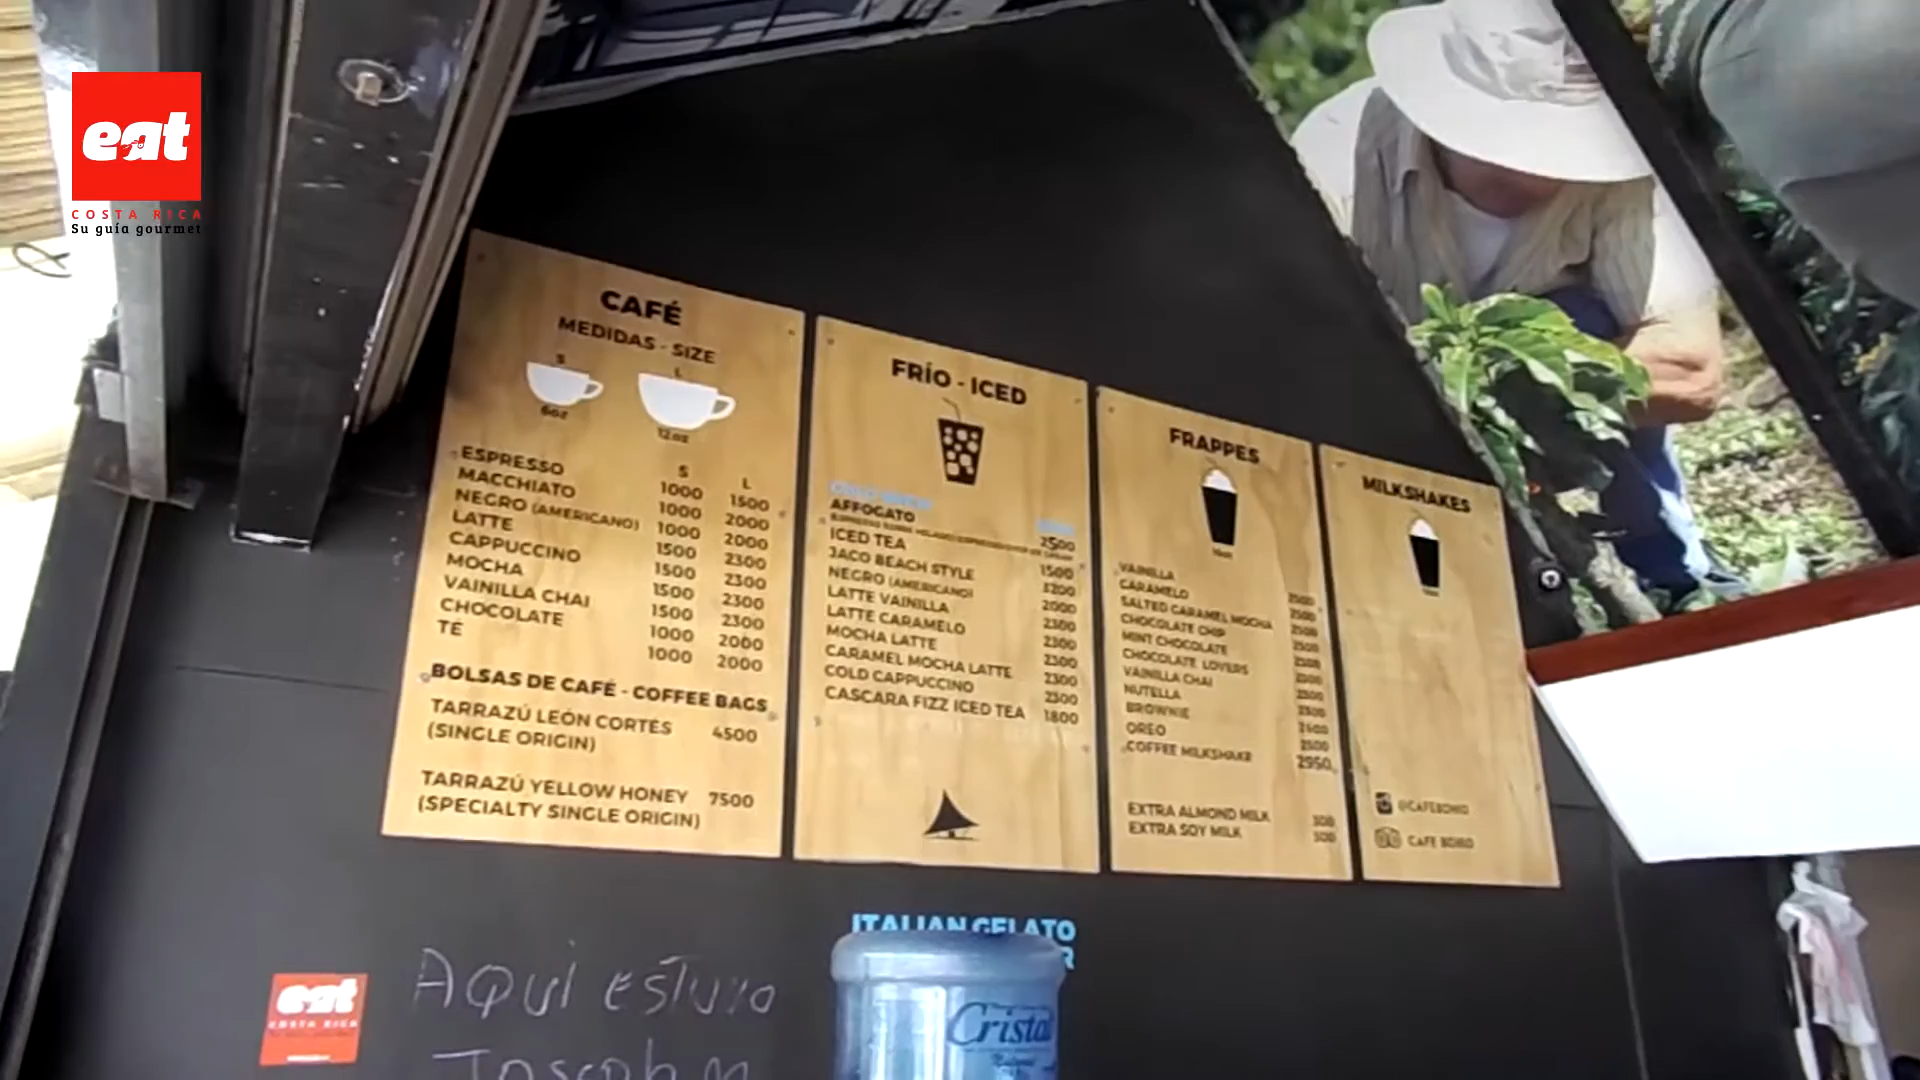 eat
COSTA RICA
Su guía gourmet
CAFÉ
MEDIDAS - SIZE
S L
6oz 12oz
S L
ESPRESSO 1000 1500
MACCHIATO 1000 2000
NEGRO (AMERICANO) 1000 2000
LATTE 1500 2300
CAPPUCCINO 1500 2300
MOCHA 1500 2300
VAINILLA CHAI 1500 2300
CHOCOLATE 1000 2000
TÉ 1000 2000
BOLSAS DE CAFÉ - COFFEE BAGS
TARRAZÚ LEÓN CORTÉS 4500
(SINGLE ORIGIN)
TARRAZÚ YELLOW HONEY 7500
(SPECIALTY SINGLE ORIGIN)
FRÍO - ICED
AFFOGATO 2500
ICED TEA 1500
JACO BEACH STYLE 3200
NEGRO (AMERICANO) 2000
LATTE VAINILLA 2300
LATTE CARAMELO 2300
MOCHA LATTE 2300
CARAMEL MOCHA LATTE 2300
COLD CAPPUCCINO 2300
CASCARA FIZZ ICED TEA 1800
FRAPPES
VAINILLA
CARAMELO
SALTED CARAMEL MOCHA
CHOCOLATE CHIP
MINT CHOCOLATE
CHOCOLATE LOVERS
VAINILLA CHAI
NUTELLA
BROWNIE
OREO
COFFEE MILKSHAKE 2950
EXTRA ALMOND MILK
EXTRA SOY MILK
MILKSHAKES
@CAFEBOHIO
CAFE BOHIO
ITALIAN GELATO
eat
COSTA RICA
AQUI ESTUVO
Cristal